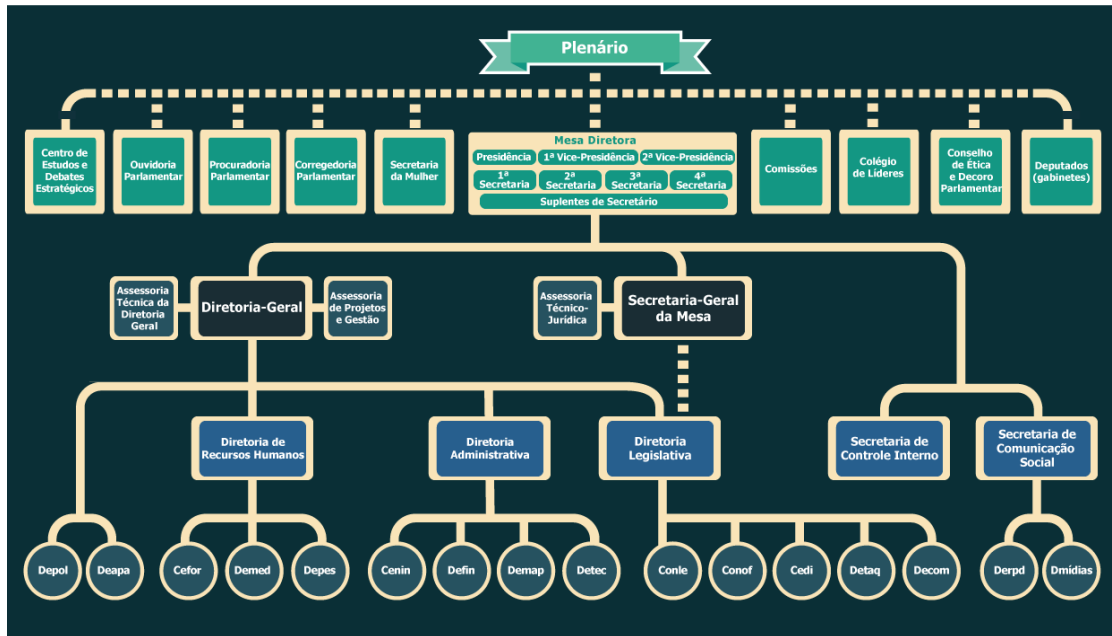 Plenário
Centro de
Estudos e
Debates
Estratégicos
Ouvidoria
Parlamentar
Procuradoria
Parlamentar
Corregedoria
Parlamentar
Secretaria
da Mulher
Mesa Diretora
Presidência
1ª Vice-Presidência
2ª Vice-Presidência
1ª
Secretaria
2ª
Secretaria
3ª
Secretaria
4ª
Secretaria
Suplentes de Secretário
Comissões
Colégio
de Líderes
Conselho
de Ética
e Decoro
Parlamentar
Deputados
(gabinetes)
Assessoria
Técnica da
Diretoria
Geral
Diretoria-Geral
Assessoria
de Projetos
e Gestão
Assessoria
Técnico-
Jurídica
Secretaria-Geral
da Mesa
Diretoria de
Recursos Humanos
Diretoria
Administrativa
Diretoria
Legislativa
Secretaria de
Controle Interno
Secretaria de
Comunicação
Social
Depol
Deapa
Cefor
Demed
Depes
Cenin
Defin
Demap
Detec
Conle
Conof
Cedi
Detaq
Decom
Derpd
Dmídias